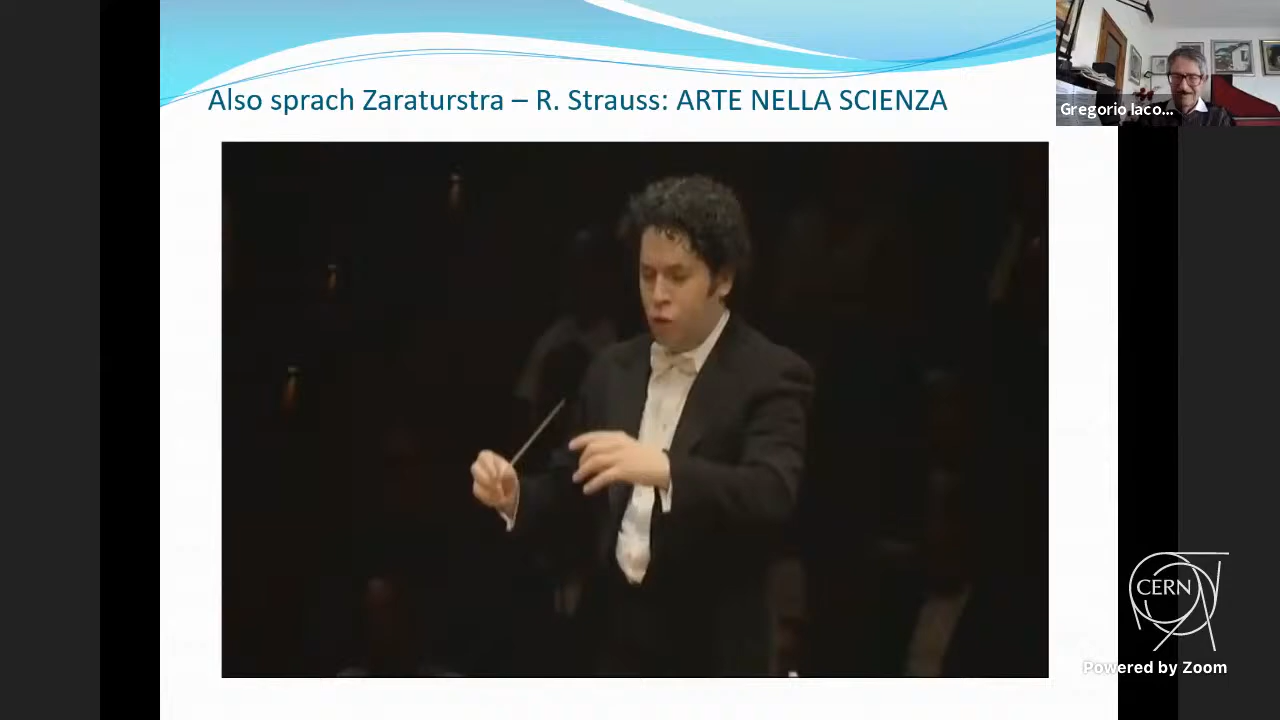 Also sprach Zaraturstra – R. Strauss: ARTE NELLA SCIENZA
Gregorio Iaco...
CERN
Powered by Zoom